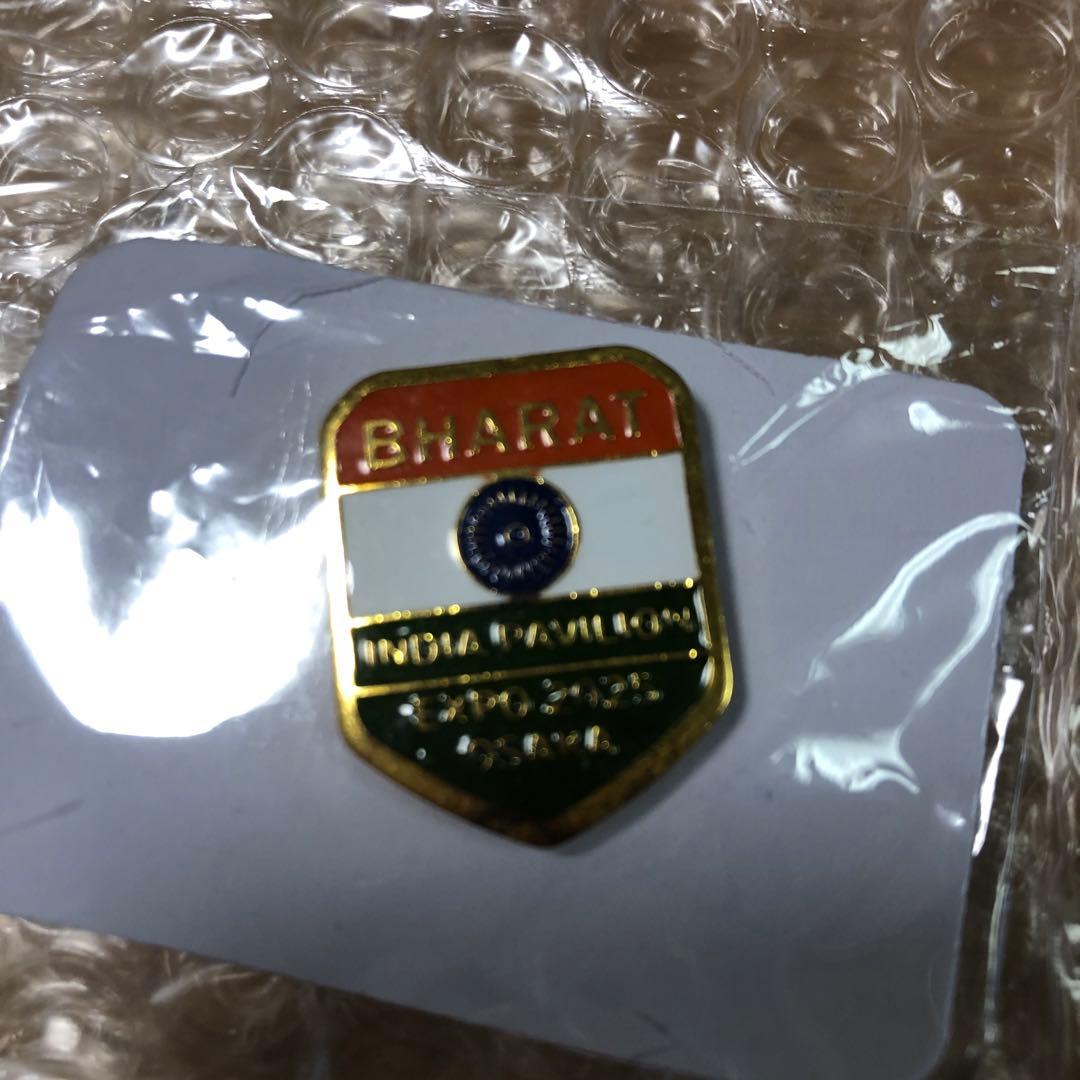 BHARAT
INDIA PAVILION
EXPO 2025
OSAKA